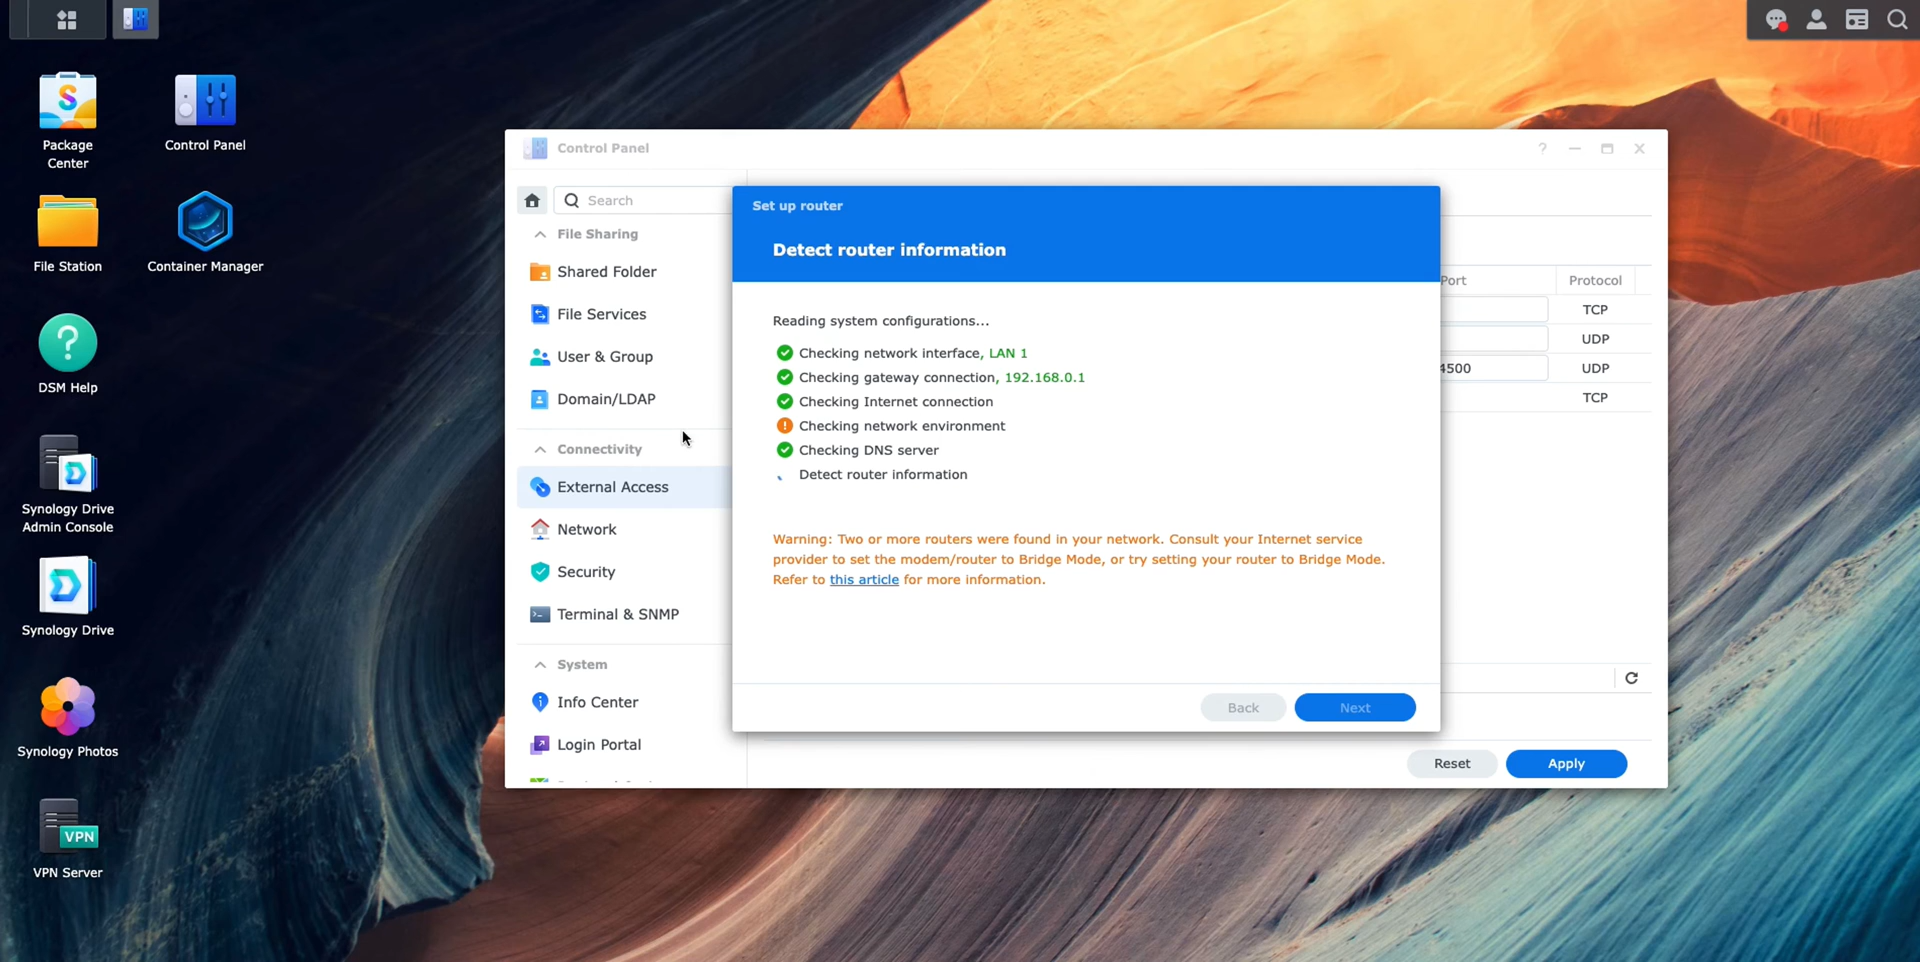 Package
Center
Control Panel
File Station
Container Manager
?
DSM Help
Synology Drive
Admin Console
Synology Drive
Synology Photos
VPN
VPN Server
Control Panel
?
Search
File Sharing
Shared Folder
File Services
User & Group
Domain/LDAP
Connectivity
External Access
Network
Security
Terminal & SNMP
System
Info Center
Login Portal
Set up router
Detect router information
Reading system configurations...
Checking network interface, LAN 1
Checking gateway connection, 192.168.0.1
Checking Internet connection
Checking network environment
Checking DNS server
Detect router information
Warning: Two or more routers were found in your network. Consult your Internet service
provider to set the modem/router to Bridge Mode, or try setting your router to Bridge Mode.
Refer to this article for more information.
Back
Next
Port
Protocol
TCP
UDP
4500
UDP
TCP
Reset
Apply